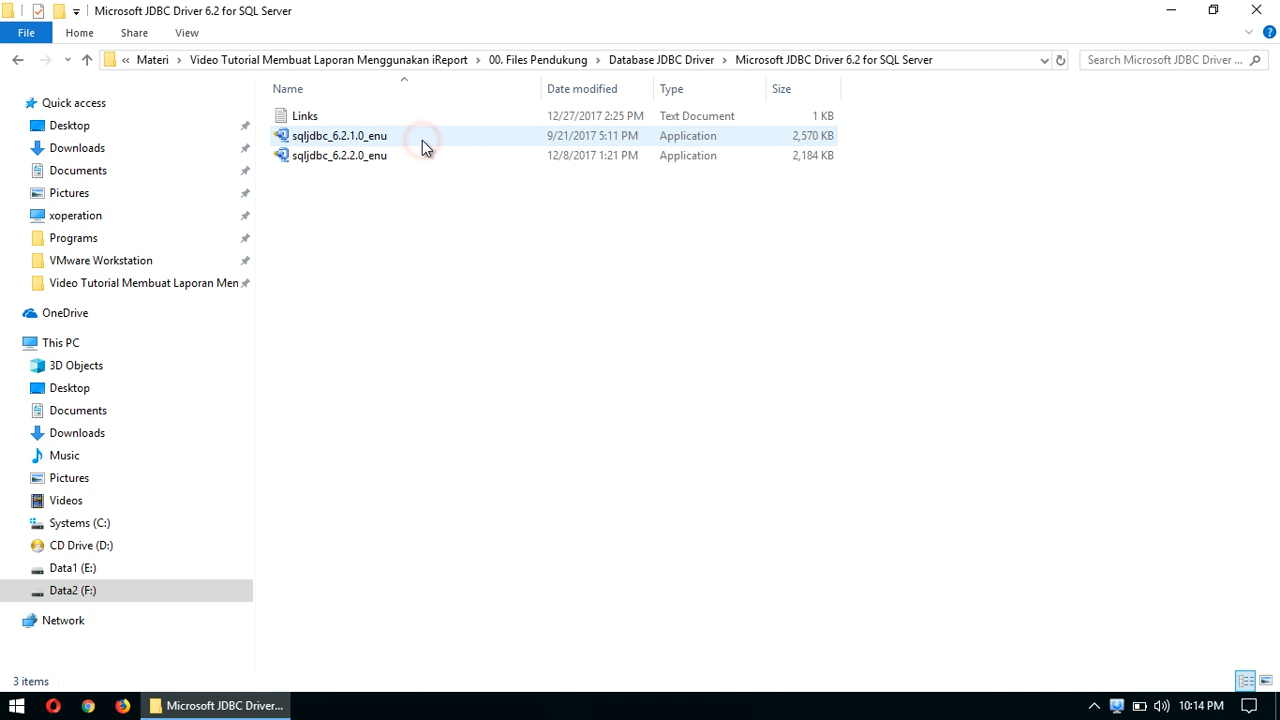 Microsoft JDBC Driver 6.2 for SQL Server
File Home Share View
« Materi Video Tutorial Membuat Laporan Menggunakan iReport 00. Files Pendukung Database JDBC Driver Microsoft JDBC Driver 6.2 for SQL Server Search Microsoft JDBC Driver ...
Name Date modified Type Size
Links 12/27/2017 2:25 PM Text Document 1 KB
sqljdbc_6.2.1.0_enu 9/21/2017 5:11 PM Application 2,570 KB
sqljdbc_6.2.2.0_enu 12/8/2017 1:21 PM Application 2,184 KB
Quick access
Desktop
Downloads
Documents
Pictures
xoperation
Programs
VMware Workstation
Video Tutorial Membuat Laporan Men
OneDrive
This PC
3D Objects
Desktop
Documents
Downloads
Music
Pictures
Videos
Systems (C:)
CD Drive (D:)
Data1 (E:)
Data2 (F:)
Network
3 items
Microsoft JDBC Driver... 10:14 PM